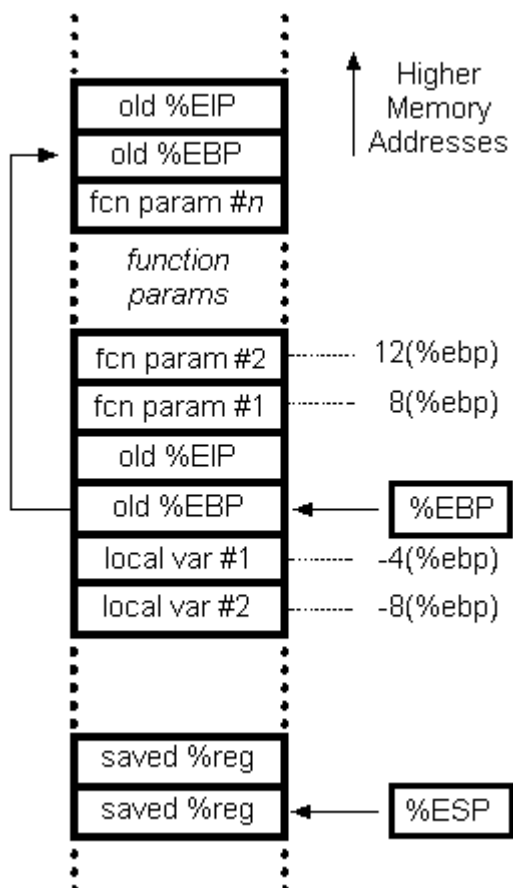 Higher
Memory
Addresses
old %EIP
old %EBP
fcn param #n
function
params
fcn param #2
12(%ebp)
fcn param #1
8(%ebp)
old %EIP
old %EBP
%EBP
local var #1
-4(%ebp)
local var #2
-8(%ebp)
saved %reg
saved %reg
%ESP